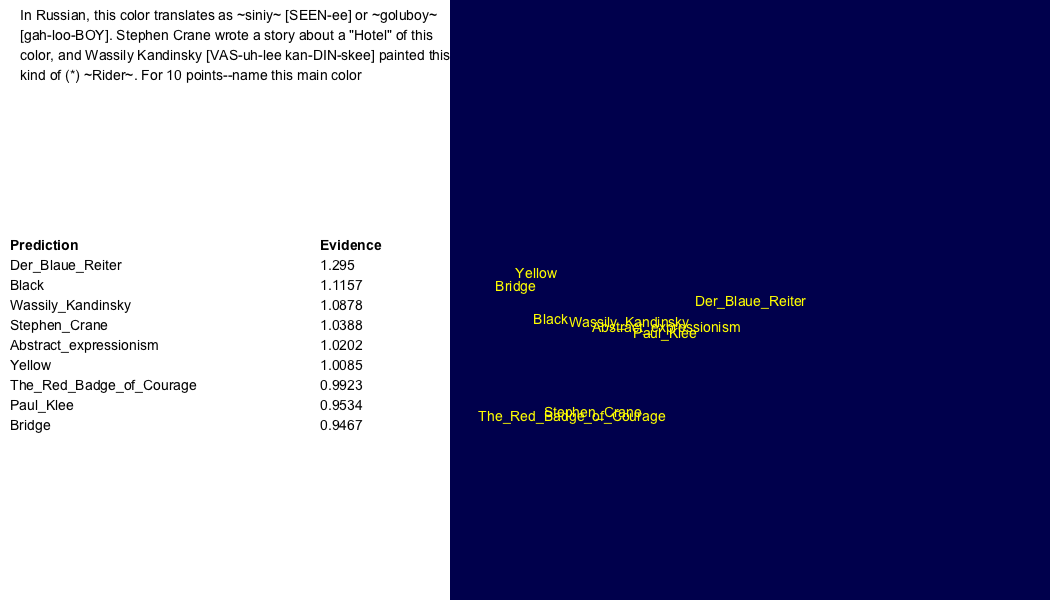 In Russian, this color translates as ~siniy~ [SEEN-ee] or ~goluboy~
[gah-loo-BOY]. Stephen Crane wrote a story about a "Hotel" of this
color, and Wassily Kandinsky [VAS-uh-lee kan-DIN-skee] painted this
kind of (*) ~Rider~. For 10 points--name this main color
Prediction Evidence
Der_Blaue_Reiter 1.295
Black 1.1157
Wassily_Kandinsky 1.0878
Stephen_Crane 1.0388
Abstract_expressionism 1.0202
Yellow 1.0085
The_Red_Badge_of_Courage 0.9923
Paul_Klee 0.9534
Bridge 0.9467
Yellow
Bridge
Der_Blaue_Reiter
Black
Wassily_Kandinsky
Abstract_expressionism
Paul_Klee
Stephen_Crane
The_Red_Badge_of_Courage